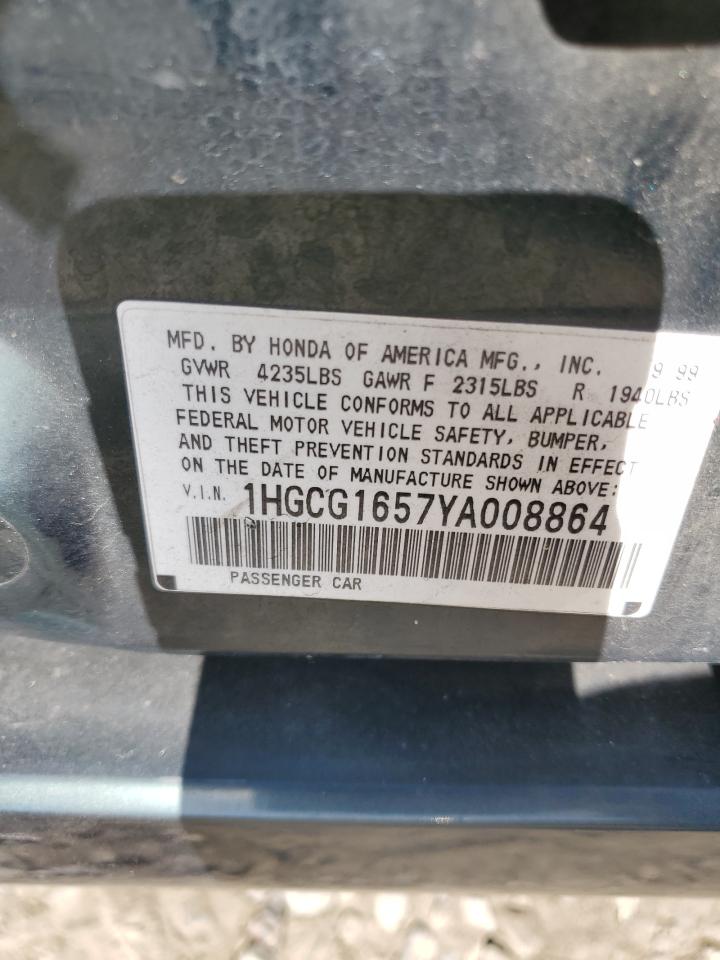 MFD. BY HONDA OF AMERICA MFG., INC. 9 99
GVWR 4235LBS GAWR F 2315LBS R 1940LBS
THIS VEHICLE CONFORMS TO ALL APPLICABLE
FEDERAL MOTOR VEHICLE SAFETY, BUMPER,
AND THEFT PREVENTION STANDARDS IN EFFECT
ON THE DATE OF MANUFACTURE SHOWN ABOVE:
V.I.N. 1HGCG1657YA008864
PASSENGER CAR